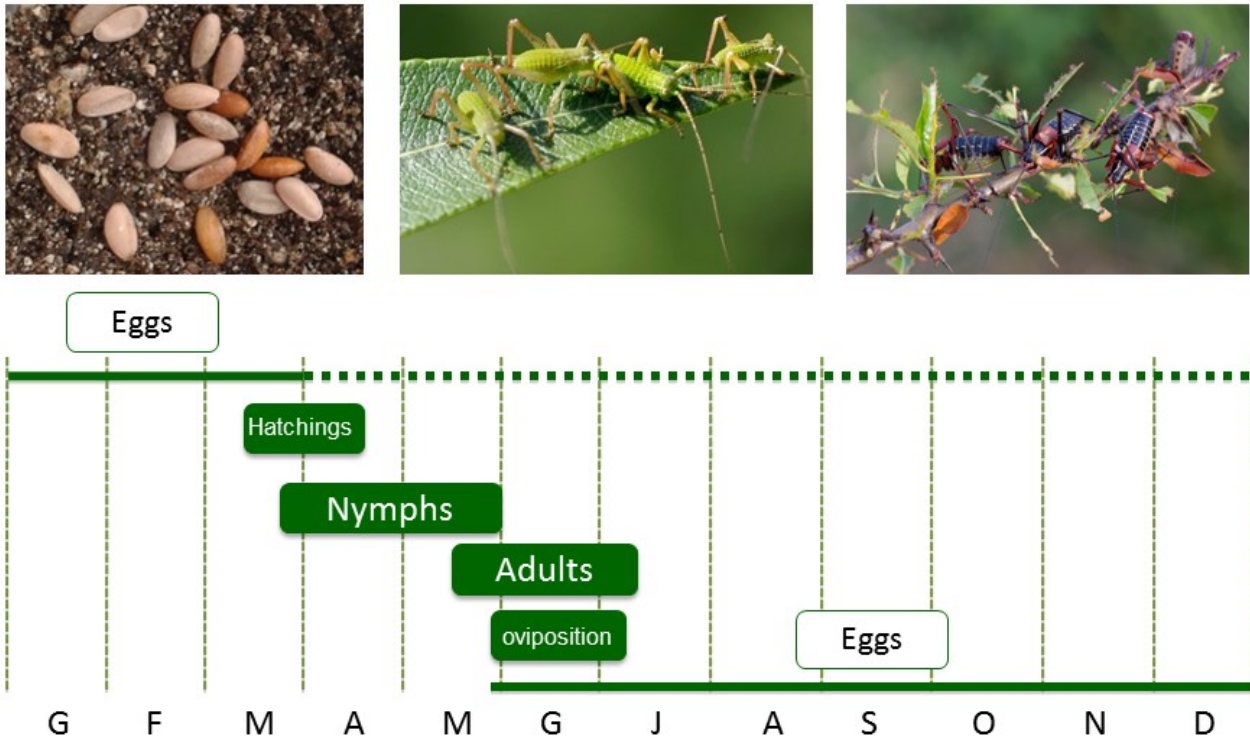 Eggs
Hatchings
Nymphs
Adults
oviposition
Eggs
G F M A M G J A S O N D